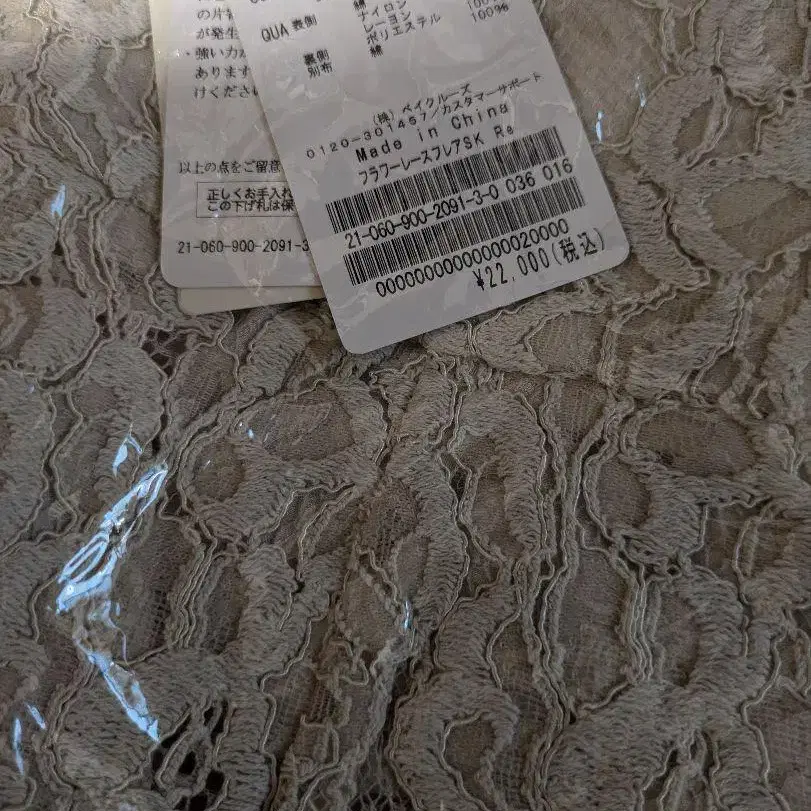 の片
が発生
・強い力が
あります
けくださ
以上の点をご留意
正しくお手入れ
この下げ札は保
21-060-900-2091-3
QUA 表側
綿
ナイロン
レーヨン
ポリエステル
100%
裏側
別布
綿
(株) ベイクルーズ
0120-301457/カスタマーサポート
Made in China
フラワーレースフレアSK Re
21-060-900-2091-3-0 036 016
00000000000000020000
¥22,000(税込)